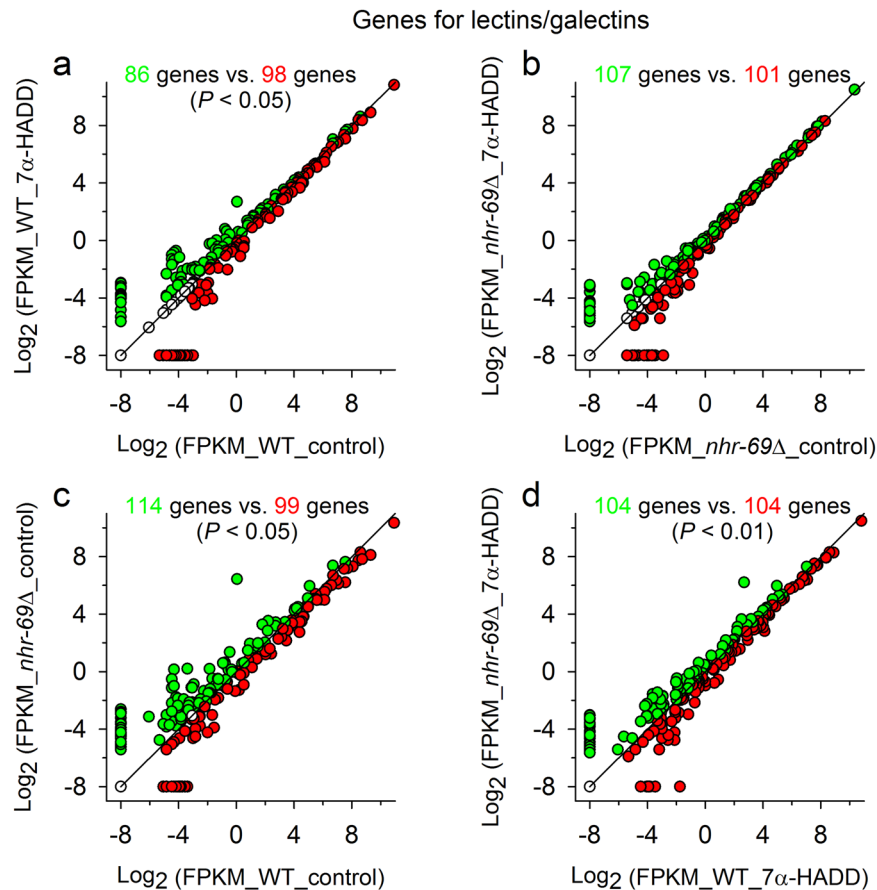 Genes for lectins/galectins
a
86 genes vs. 98 genes
(P < 0.05)
Log2 (FPKM_WT_7α-HADD)
8
4
0
-4
-8
-8 -4 0 4 8
Log2 (FPKM_WT_control)
b
107 genes vs. 101 genes
Log2 (FPKM_nhr-69Δ_7α-HADD)
8
4
0
-4
-8
-8 -4 0 4 8
Log2 (FPKM_nhr-69Δ_control)
c
114 genes vs. 99 genes
(P < 0.05)
Log2 (FPKM_nhr-69Δ_control)
8
4
0
-4
-8
-8 -4 0 4 8
Log2 (FPKM_WT_control)
d
104 genes vs. 104 genes
(P < 0.01)
Log2 (FPKM_nhr-69Δ_7α-HADD)
8
4
0
-4
-8
-8 -4 0 4 8
Log2 (FPKM_WT_7α-HADD)